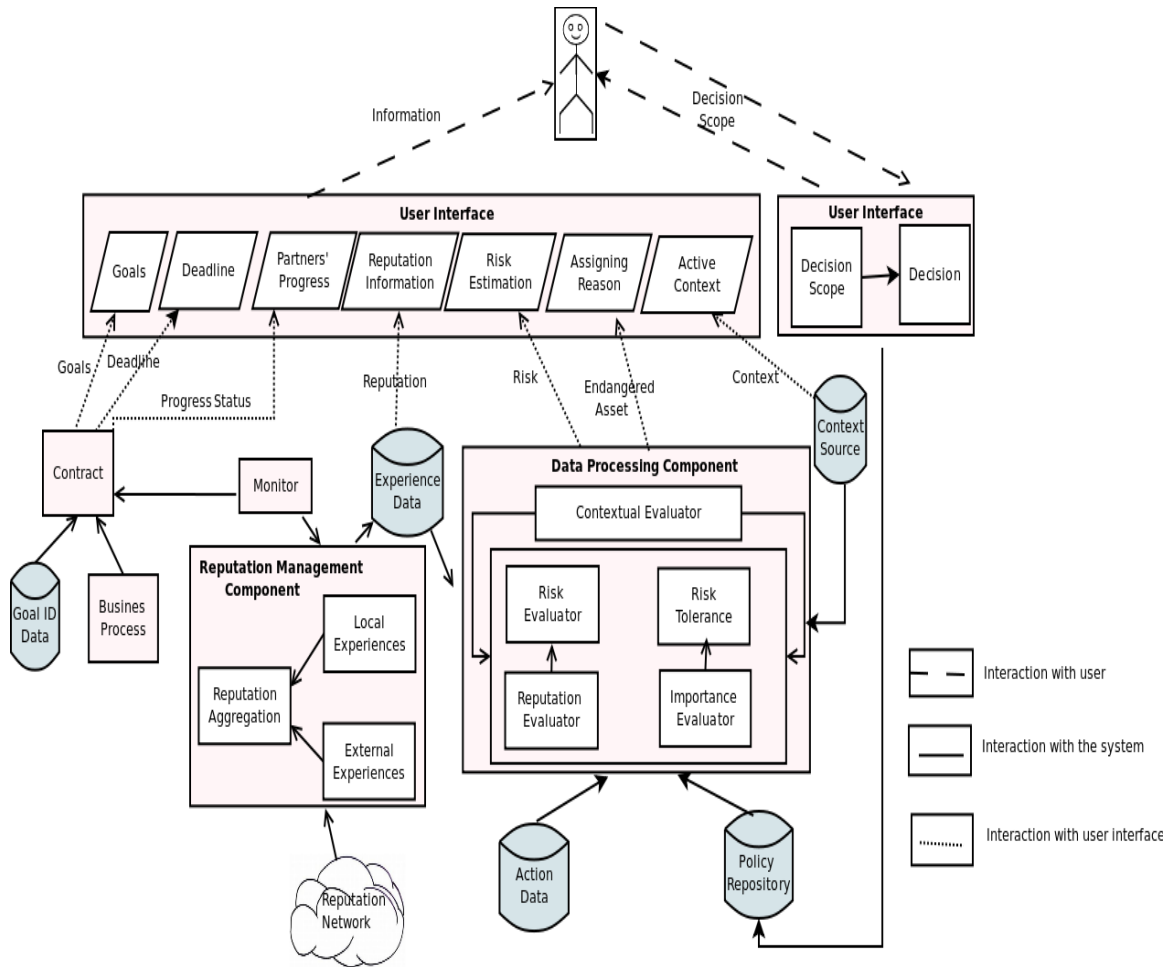 Information
Decision
Scope
User Interface
Goals
Deadline
Partners'
Progress
Reputation
Information
Risk
Estimation
Assigning
Reason
Active
Context
User Interface
Decision
Scope
Decision
Goals
Deadline
Progress Status
Reputation
Risk
Endangered
Asset
Context
Contract
Monitor
Experience
Data
Context
Source
Goal ID
Data
Busines
Process
Reputation Management
Component
Local
Experiences
Reputation
Aggregation
External
Experiences
Reputation
Network
Data Processing Component
Contextual Evaluator
Risk
Evaluator
Risk
Tolerance
Reputation
Evaluator
Importance
Evaluator
Action
Data
Policy
Repository
Interaction with user
Interaction with the system
Interaction with user interface